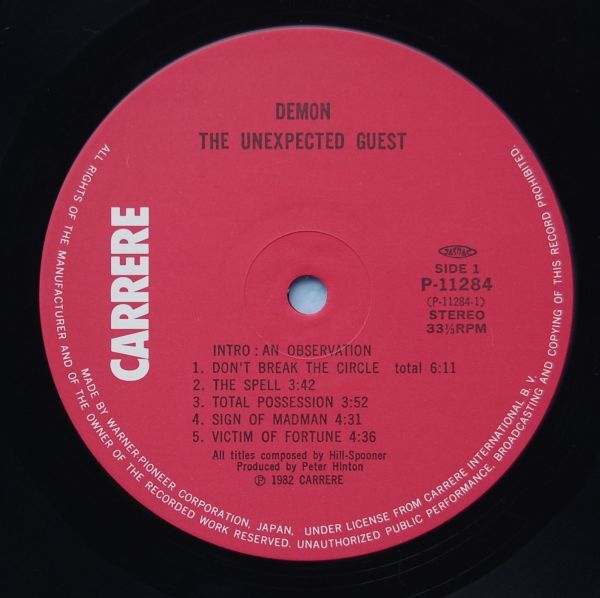 DEMON
THE UNEXPECTED GUEST
CARRERE
JASRAC
SIDE 1
P-11284
(P-11284-1)
STEREO
33⅓RPM
INTRO : AN OBSERVATION
1. DON'T BREAK THE CIRCLE total 6:11
2. THE SPELL 3:42
3. TOTAL POSSESSION 3:52
4. SIGN OF MADMAN 4:31
5. VICTIM OF FORTUNE 4:36
All titles composed by Hill-Spooner
Produced by Peter Hinton
Ⓟ 1982 CARRERE
MADE BY WARNER-PIONEER CORPORATION, JAPAN, UNDER LICENSE FROM CARRERE INTERNATIONAL B. V.
ALL RIGHTS OF THE MANUFACTURER AND OF THE OWNER OF THE RECORDED WORK RESERVED. UNAUTHORIZED PUBLIC PERFORMANCE, BROADCASTING AND COPYING OF THIS RECORD PROHIBITED.